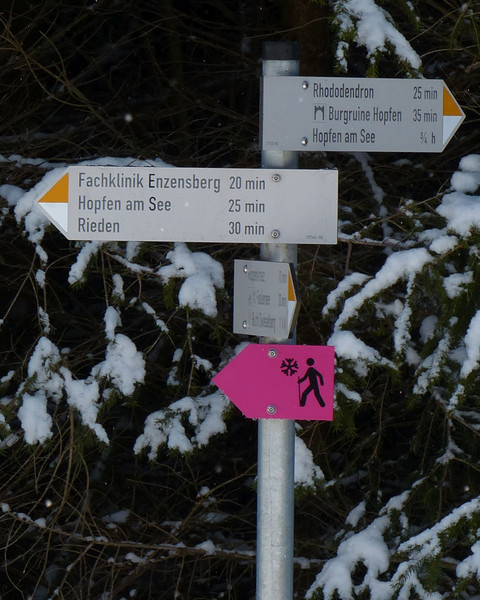 Rhododendron 25 min
Burgruine Hopfen 35 min
Hopfen am See ¾ h
Fachklinik Enzensberg 20 min
Hopfen am See 25 min
Rieden 30 min